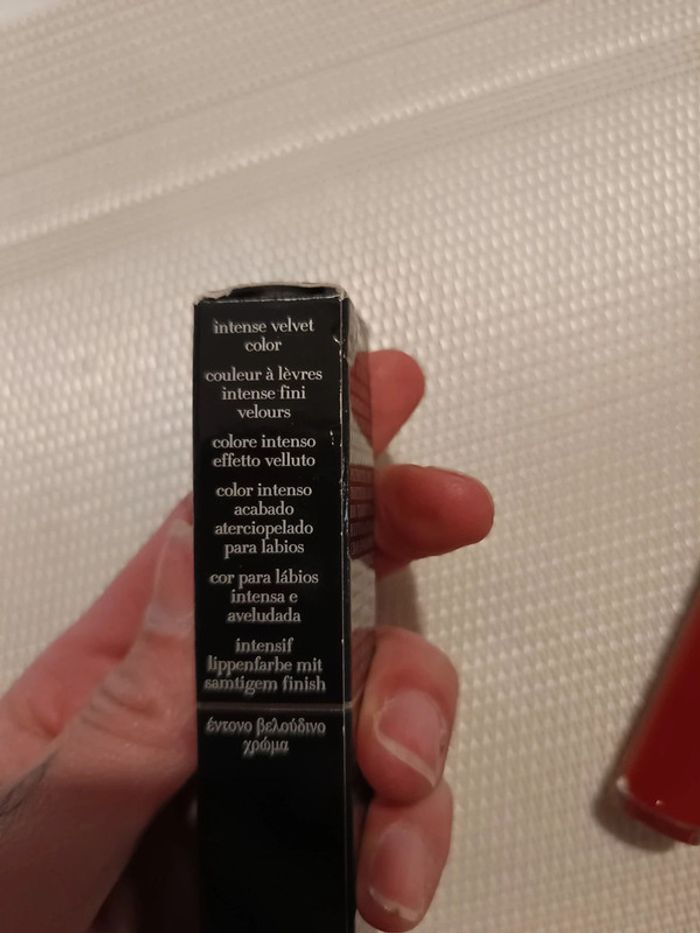 intense velvet
color
couleur à lèvres
intense fini
velours
colore intenso
effetto velluto
color intenso
acabado
aterciopelado
para labios
cor para lábios
intensa e
aveludada
intensif
lippenfarbe mit
samtigem finish
έντονο βελούδινο
χρώμα